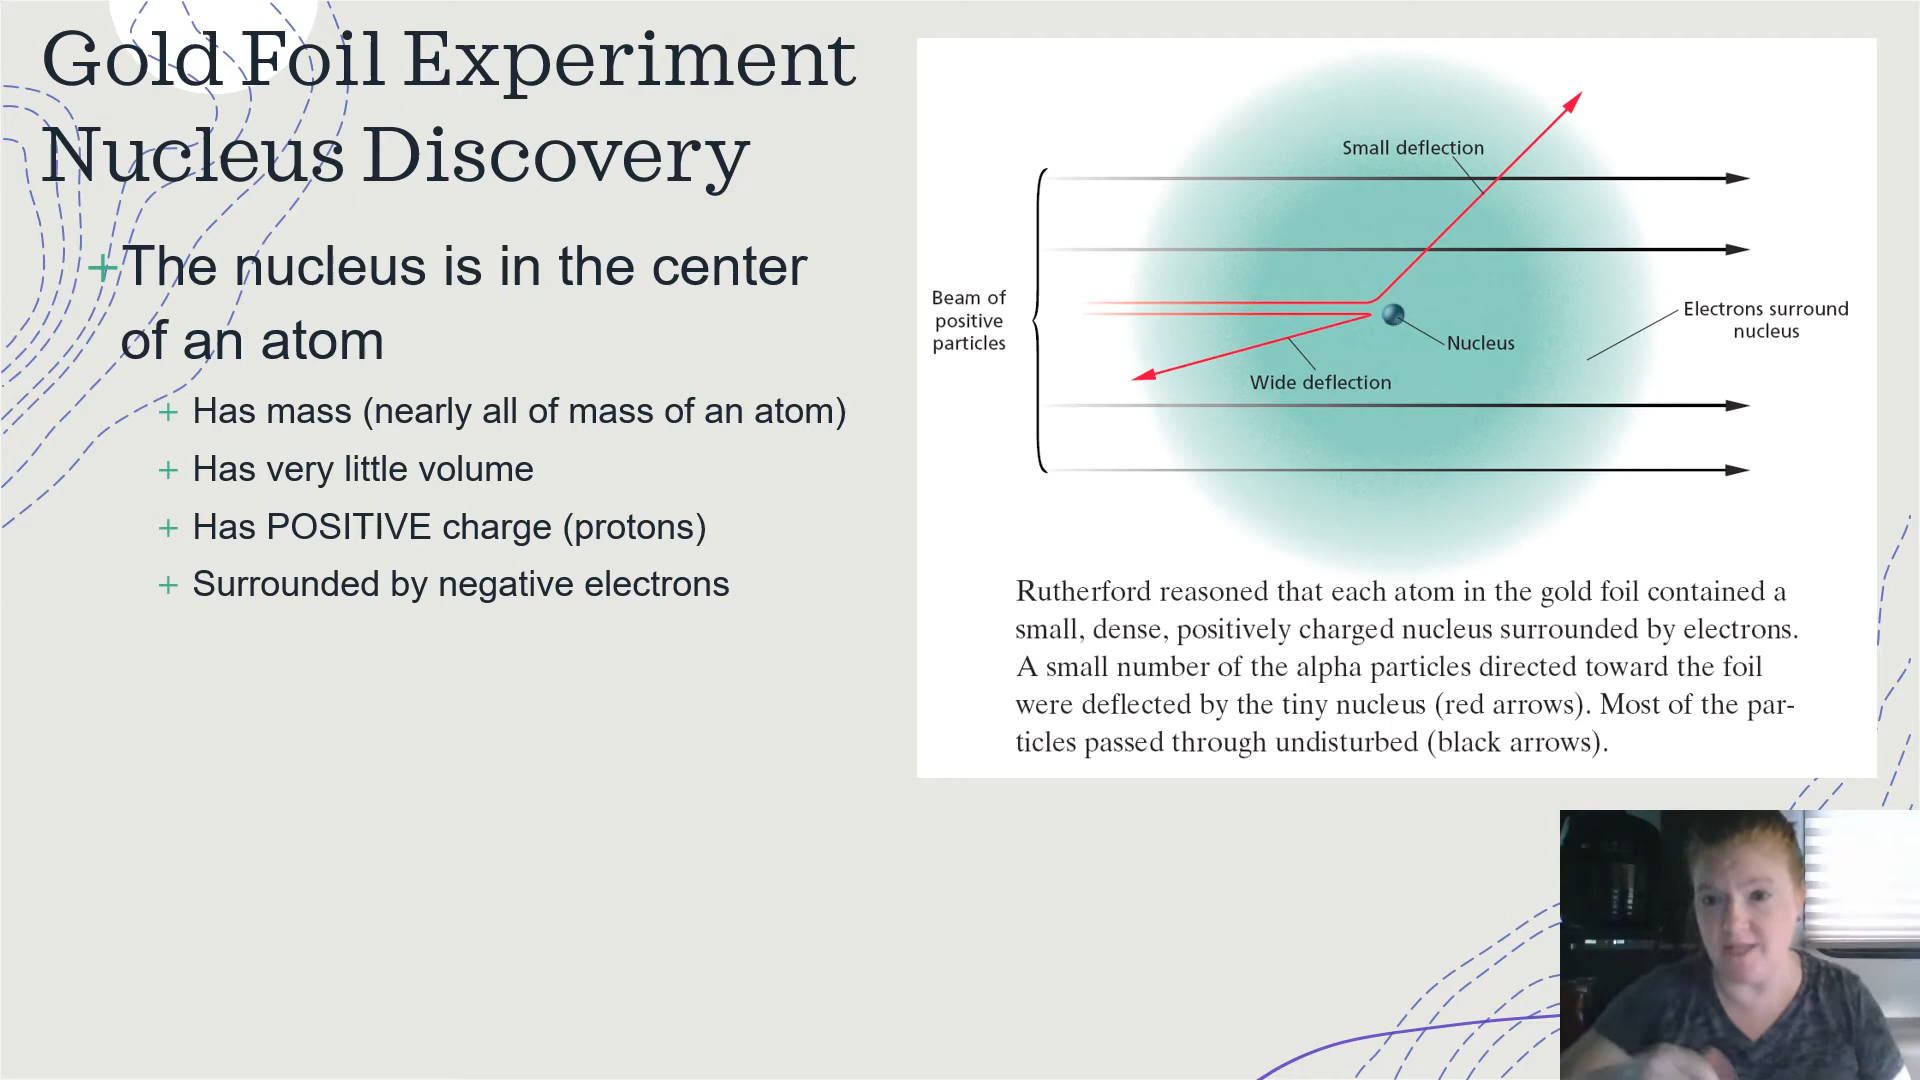 Gold Foil Experiment
Nucleus Discovery
+The nucleus is in the center
of an atom
+ Has mass (nearly all of mass of an atom)
+ Has very little volume
+ Has POSITIVE charge (protons)
+ Surrounded by negative electrons
Small deflection
Beam of
positive
particles
Electrons surround
nucleus
Nucleus
Wide deflection
Rutherford reasoned that each atom in the gold foil contained a
small, dense, positively charged nucleus surrounded by electrons.
A small number of the alpha particles directed toward the foil
were deflected by the tiny nucleus (red arrows). Most of the par-
ticles passed through undisturbed (black arrows).